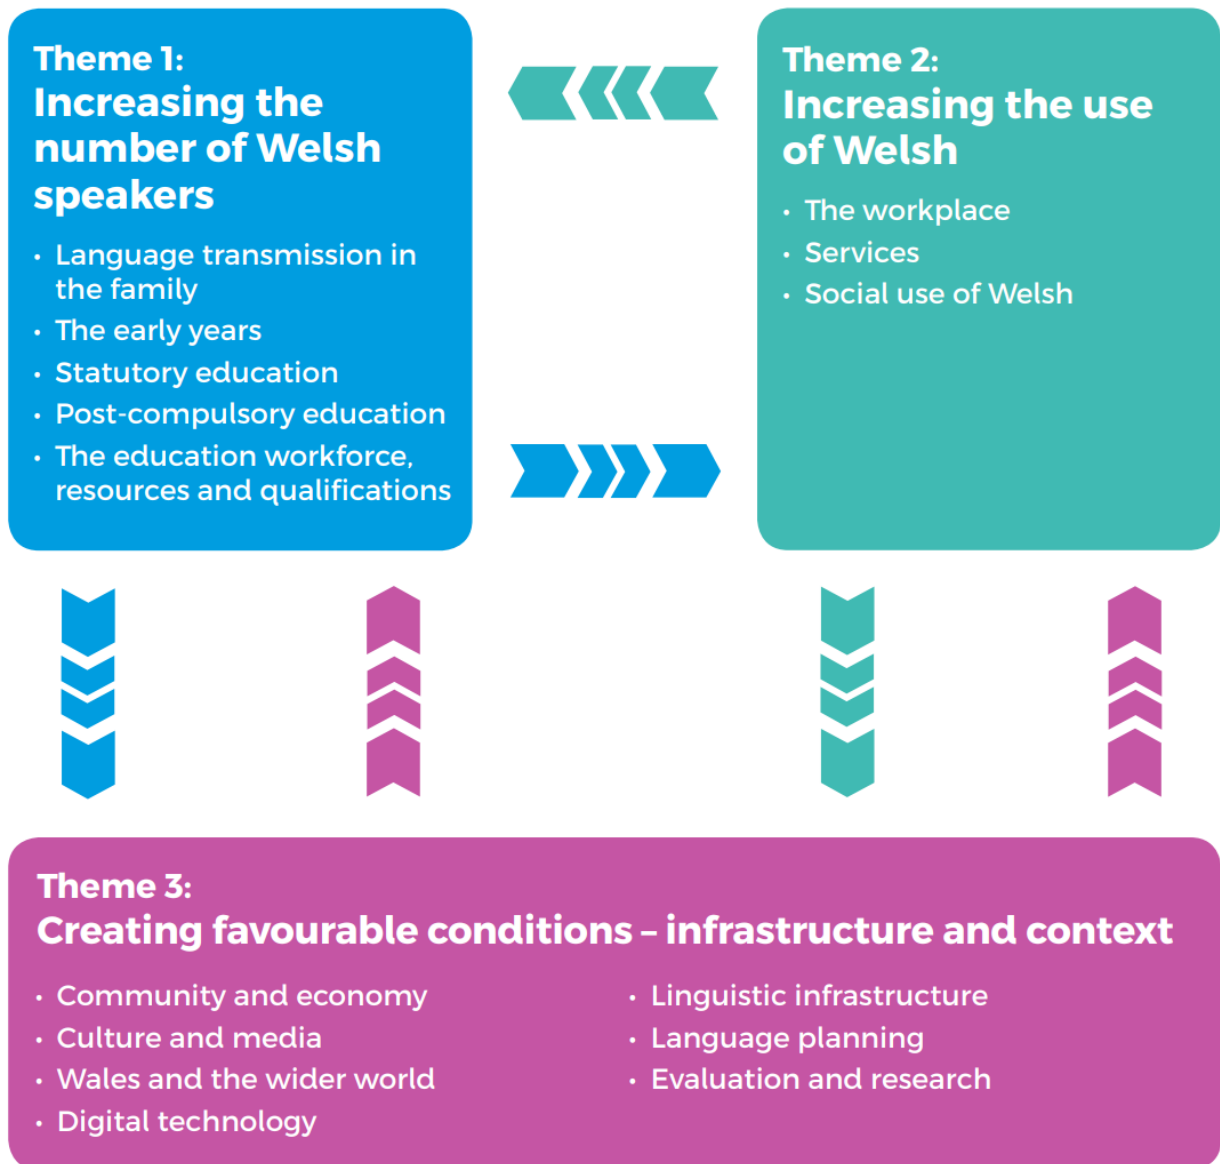 Theme 1:
Increasing the
number of Welsh
speakers
• Language transmission in
the family
• The early years
• Statutory education
• Post-compulsory education
• The education workforce,
resources and qualifications
Theme 2:
Increasing the use
of Welsh
• The workplace
• Services
• Social use of Welsh
Theme 3:
Creating favourable conditions – infrastructure and context
• Community and economy
• Culture and media
• Wales and the wider world
• Digital technology
• Linguistic infrastructure
• Language planning
• Evaluation and research